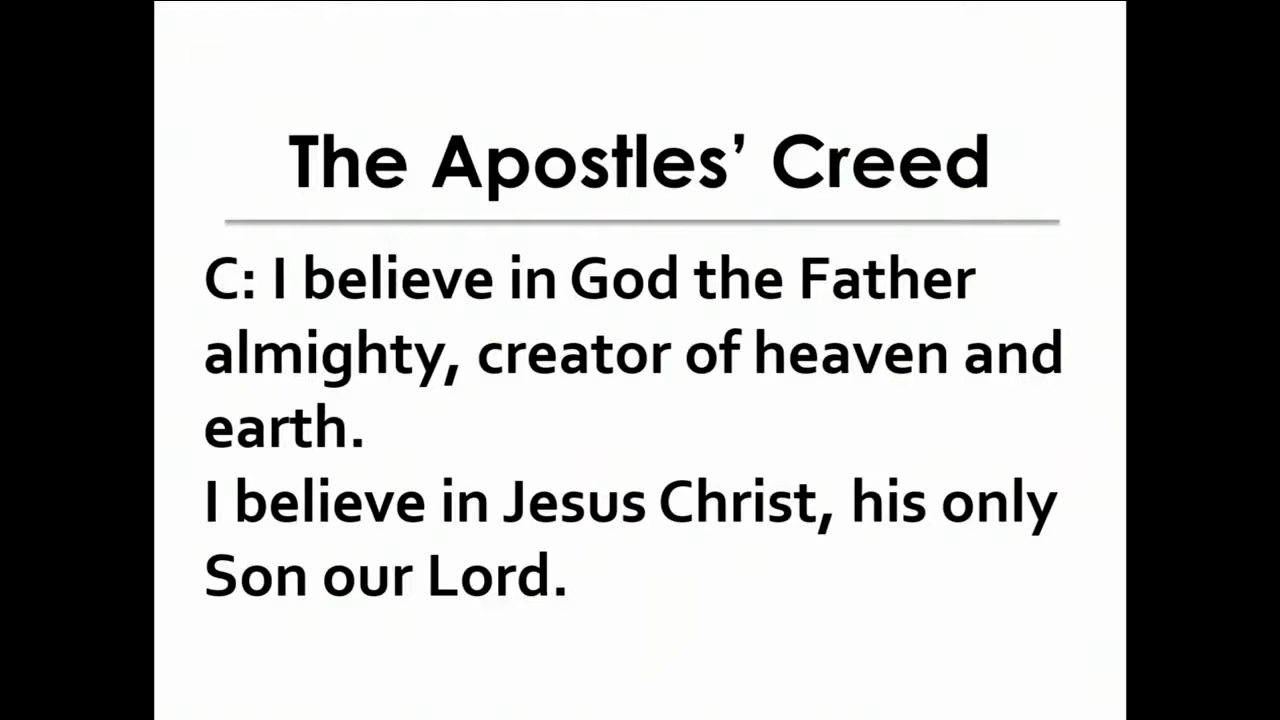 The Apostles’ Creed
C: I believe in God the Father
almighty, creator of heaven and
earth.
I believe in Jesus Christ, his only
Son our Lord.